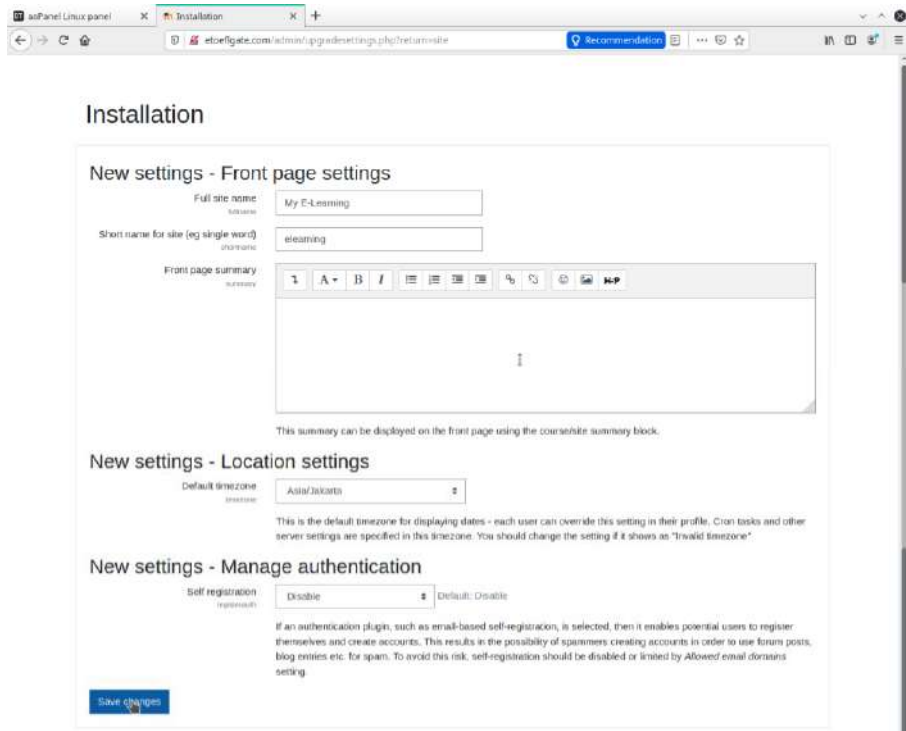 aaPanel Linux panel
Installation
etoeflgate.com/admin/upgradesettings.php?return=site
Recommendation
Installation
New settings - Front page settings
Full site name
fullname
My E-Learning
Short name for site (eg single word)
shortname
elearning
Front page summary
summary
A B I H-P
This summary can be displayed on the front page using the course/site summary block.
New settings - Location settings
Default timezone
timezone
Asia/Jakarta
This is the default timezone for displaying dates - each user can override this setting in their profile. Cron tasks and other
server settings are specified in this timezone. You should change the setting if it shows as "Invalid timezone"
New settings - Manage authentication
Self registration
registerauth
Disable
Default: Disable
If an authentication plugin, such as email-based self-registration, is selected, then it enables potential users to register
themselves and create accounts. This results in the possibility of spammers creating accounts in order to use forum posts,
blog entries etc. for spam. To avoid this risk, self-registration should be disabled or limited by Allowed email domains
setting.
Save changes